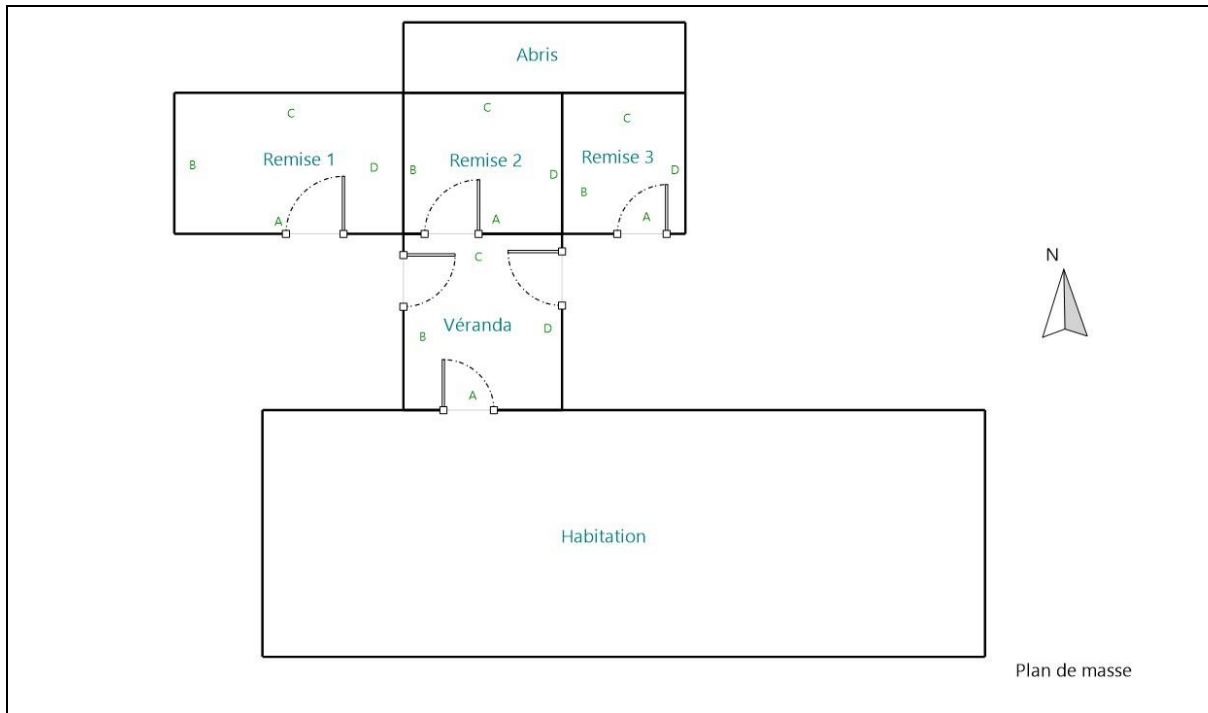 Abris
C
C
C
Remise 1
Remise 2
Remise 3
B
D
B
D
B
D
A
A
A
N
C
Véranda
B
D
A
Habitation
Plan de masse